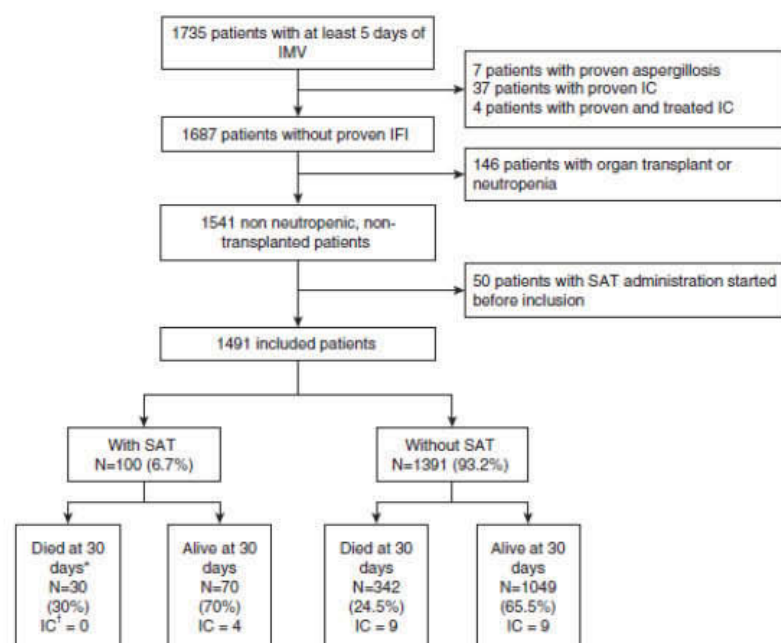 1735 patients with at least 5 days of
IMV
7 patients with proven aspergillosis
37 patients with proven IC
4 patients with proven and treated IC
1687 patients without proven IFI
146 patients with organ transplant or
neutropenia
1541 non neutropenic, non-
transplanted patients
50 patients with SAT administration started
before inclusion
1491 included patients
With SAT
N=100 (6.7%)
Without SAT
N=1391 (93.2%)
Died at 30
days*
N=30
(30%)
IC† = 0
Alive at 30
days
N=70
(70%)
IC = 4
Died at 30
days
N=342
(24.5%)
IC = 9
Alive at 30
days
N=1049
(65.5%)
IC = 9